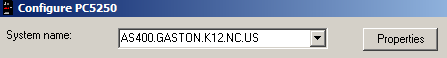 Configure PC5250
System name: AS400.GASTON.K12.NC.US Properties